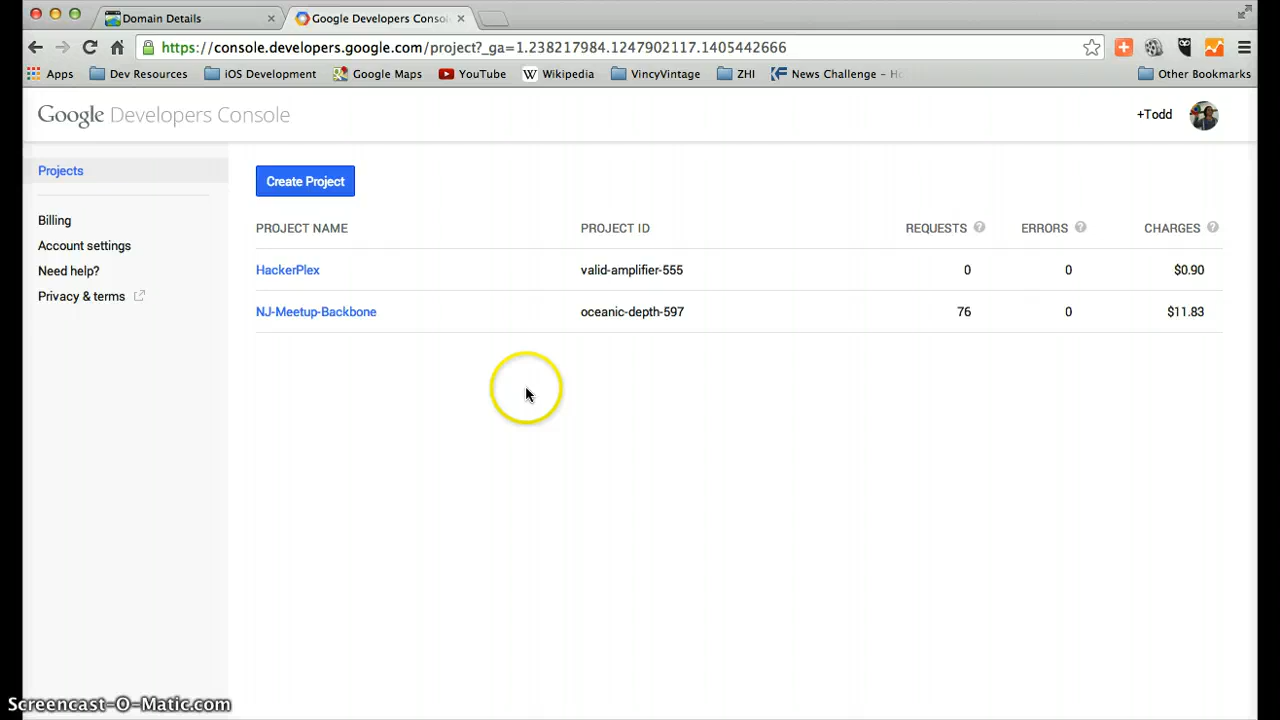 Domain Details
Google Developers Conso
https://console.developers.google.com/project?_ga=1.238217984.1247902117.1405442666
Apps Dev Resources iOS Development Google Maps YouTube Wikipedia VincyVintage ZHI News Challenge - Other Bookmarks
Google Developers Console
+Todd
Projects
Create Project
Billing
Account settings
Need help?
Privacy & terms
PROJECT NAME PROJECT ID REQUESTS ? ERRORS ? CHARGES ?
HackerPlex valid-amplifier-555 0 0 $0.90
NJ-Meetup-Backbone oceanic-depth-597 76 0 $11.83
Screencast-O-Matic.com